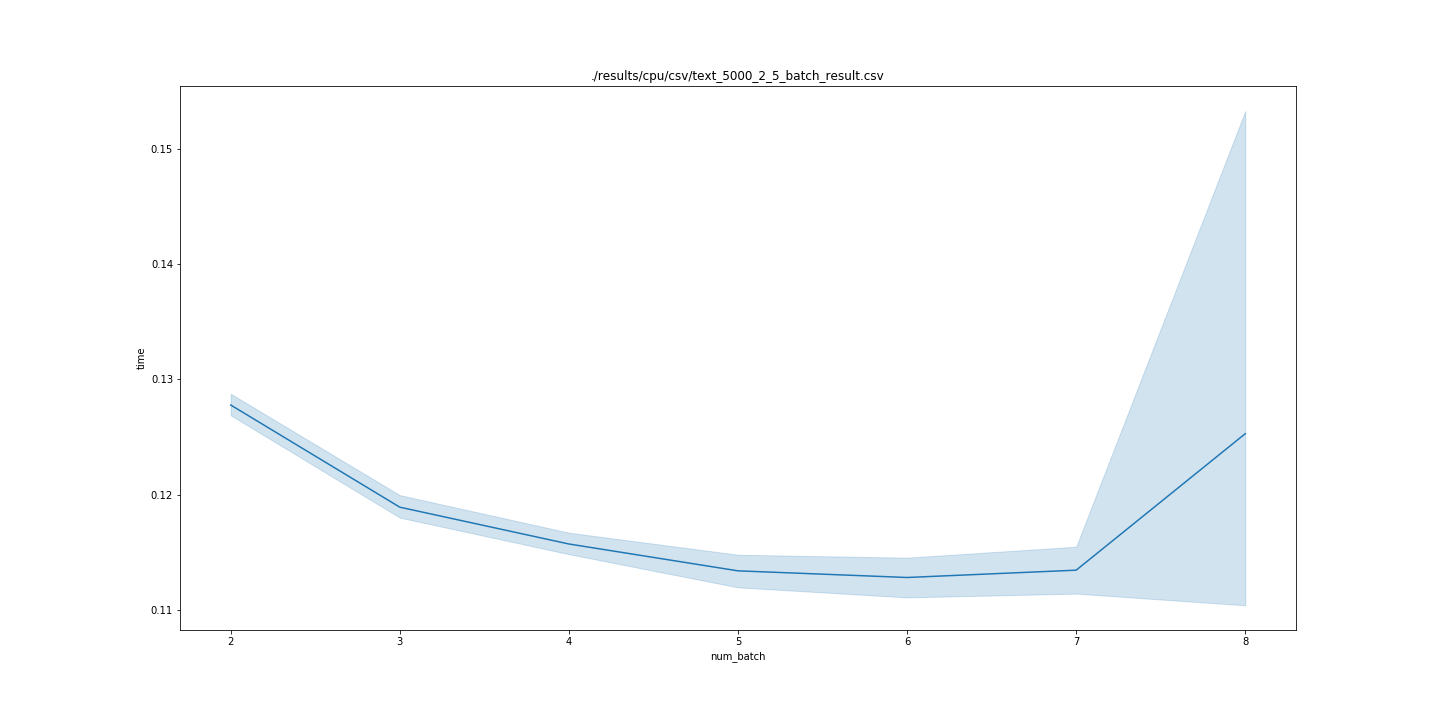 ./results/cpu/csv/text_5000_2_5_batch_result.csv
0.15
0.14
0.13
0.12
0.11
time
2 3 4 5 6 7 8
num_batch